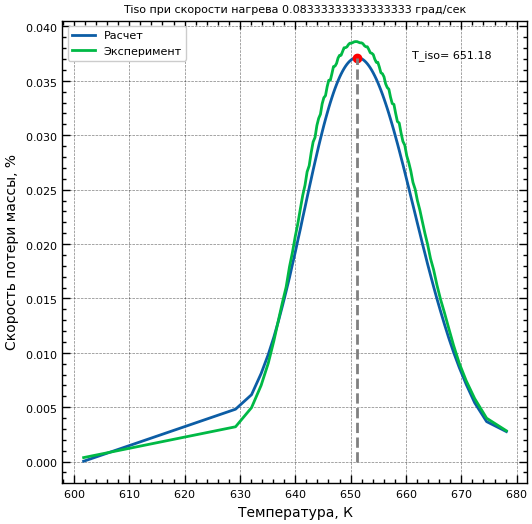 Tiso при скорости нагрева 0.08333333333333333 град/сек
Расчет
Эксперимент
T_iso= 651.18
Скорость потери массы, %
0.040
0.035
0.030
0.025
0.020
0.015
0.010
0.005
0.000
600 610 620 630 640 650 660 670 680
Температура, К